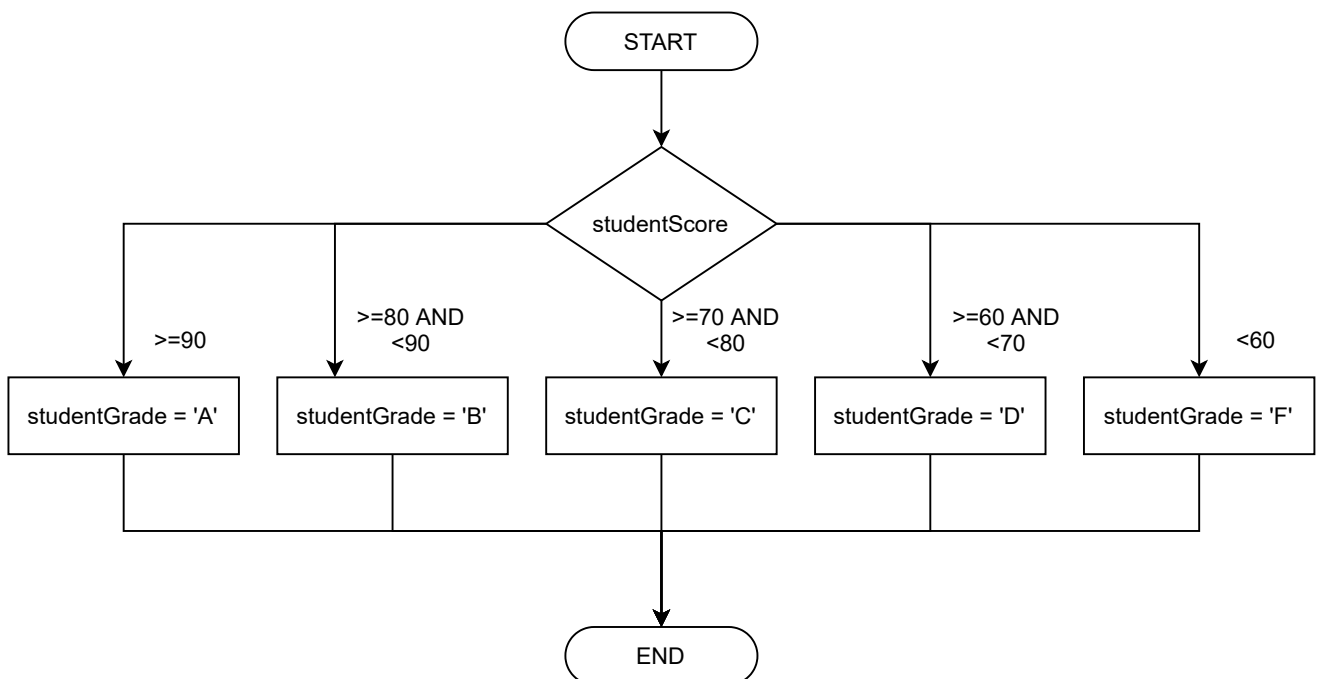 START
studentScore
>=90
>=80 AND
<90
>=70 AND
<80
>=60 AND
<70
<60
studentGrade = 'A'
studentGrade = 'B'
studentGrade = 'C'
studentGrade = 'D'
studentGrade = 'F'
END